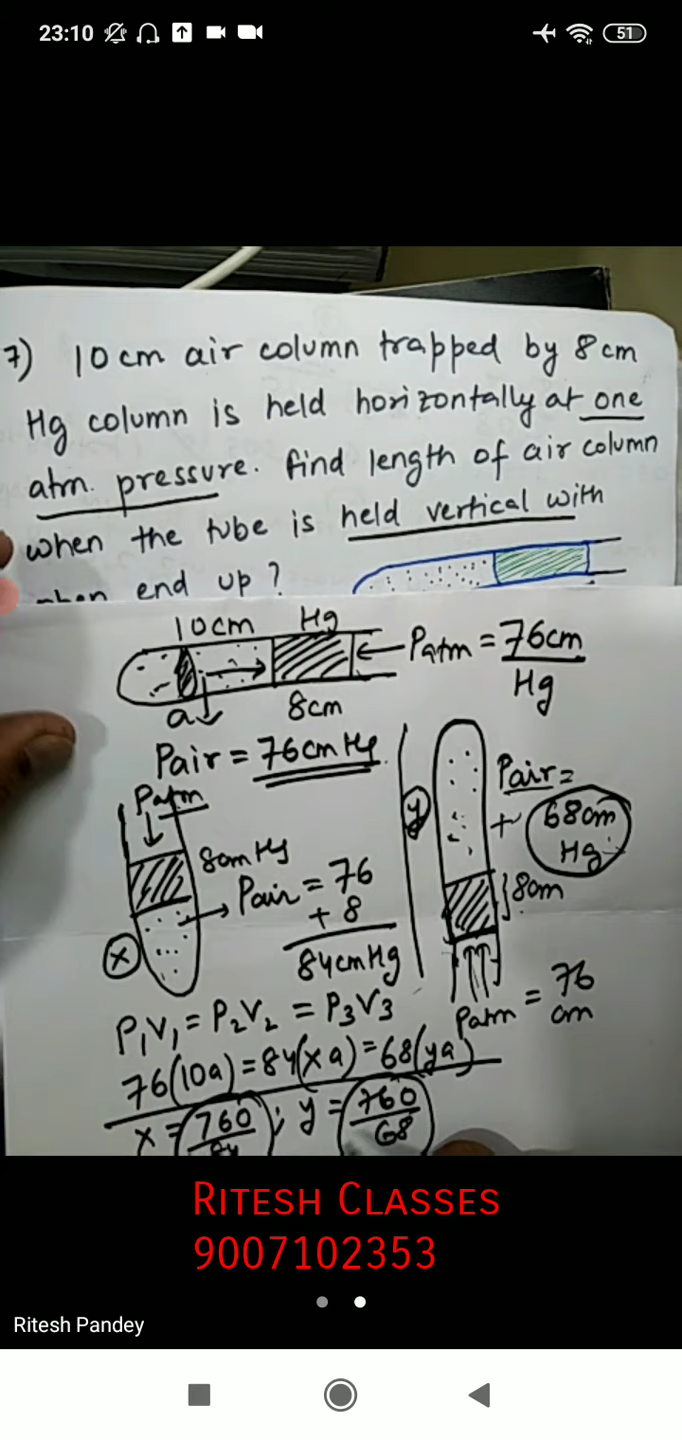 23:10
51
7) 10 cm air column trapped by 8 cm
Hg column is held horizontally at one
atm. pressure. find length of air column
when the tube is held vertical with
end up?
10cm Hg
Patm = 76cm
Hg
a
8cm
Pair = 76cm Hg
Patm
8cm Hg
Pair = 76
+ 8
84cm Hg
x
y
Pair =
68cm
Hg
8cm
Patm = 76
cm
P1V1 = P2V2 = P3V3
76(10a) = 84(xa) = 68(ya)
x = 760
84
; y = 760
68
RITESH CLASSES
9007102353
Ritesh Pandey